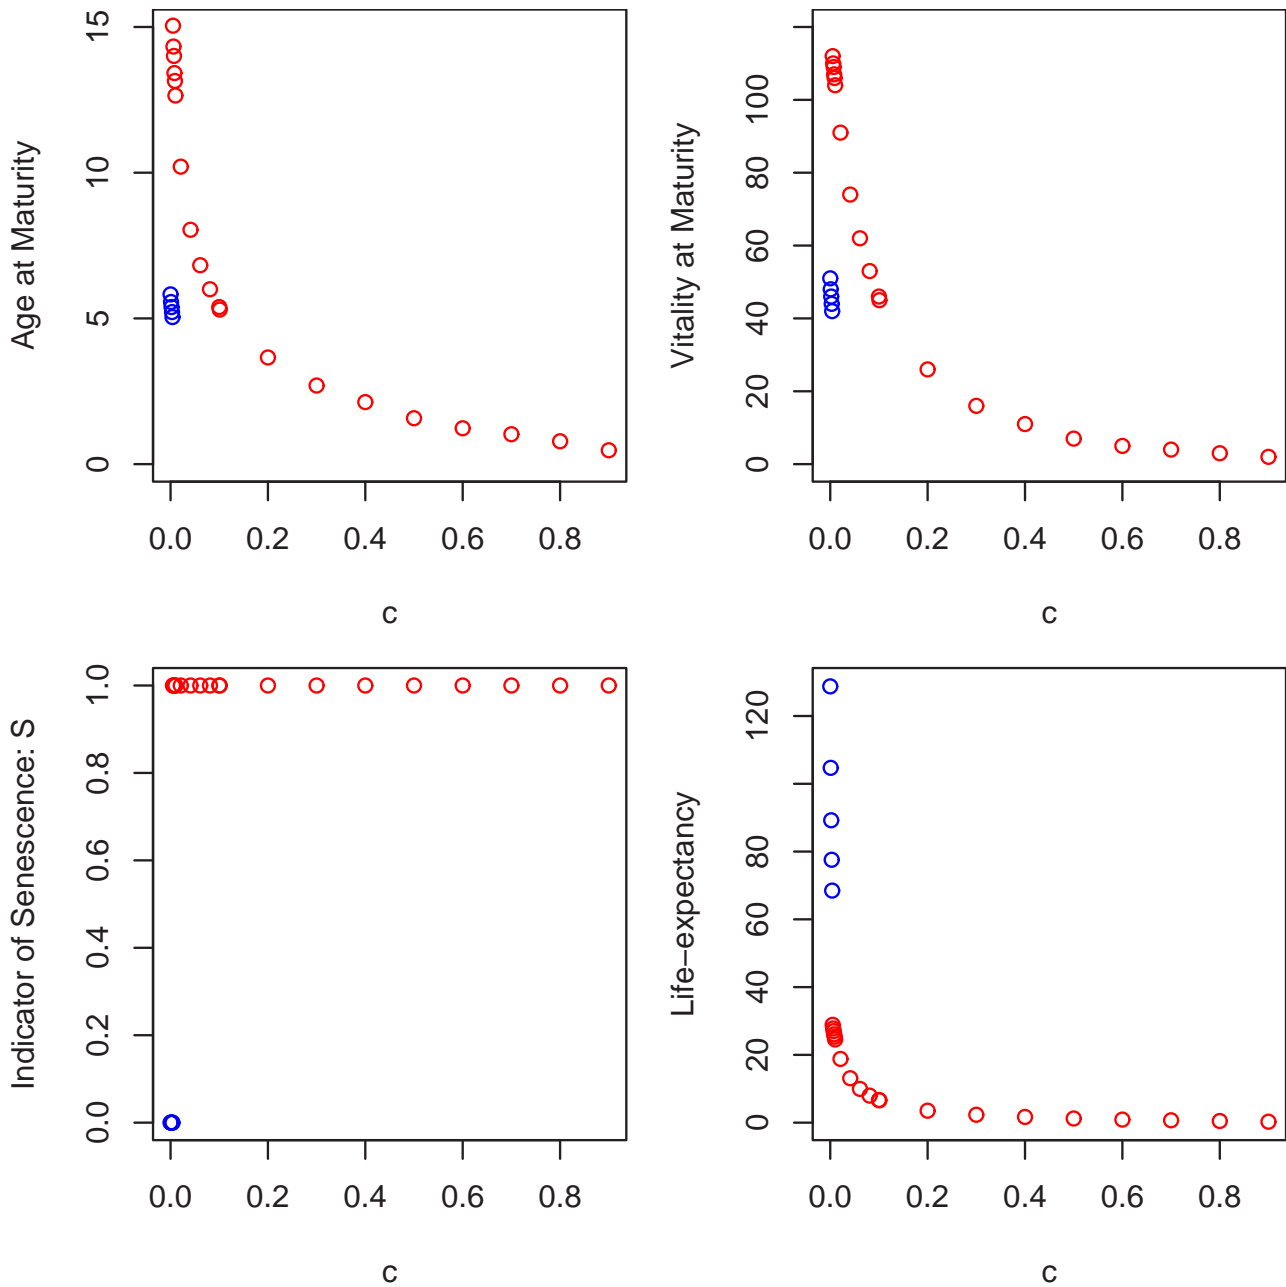 Age at Maturity
15
10
5
0
0.0 0.2 0.4 0.6 0.8
c
Vitality at Maturity
100
80
60
40
20
0
0.0 0.2 0.4 0.6 0.8
c
Indicator of Senescence: S
1.0
0.8
0.6
0.4
0.2
0.0
0.0 0.2 0.4 0.6 0.8
c
Life−expectancy
120
80
60
40
20
0
0.0 0.2 0.4 0.6 0.8
c